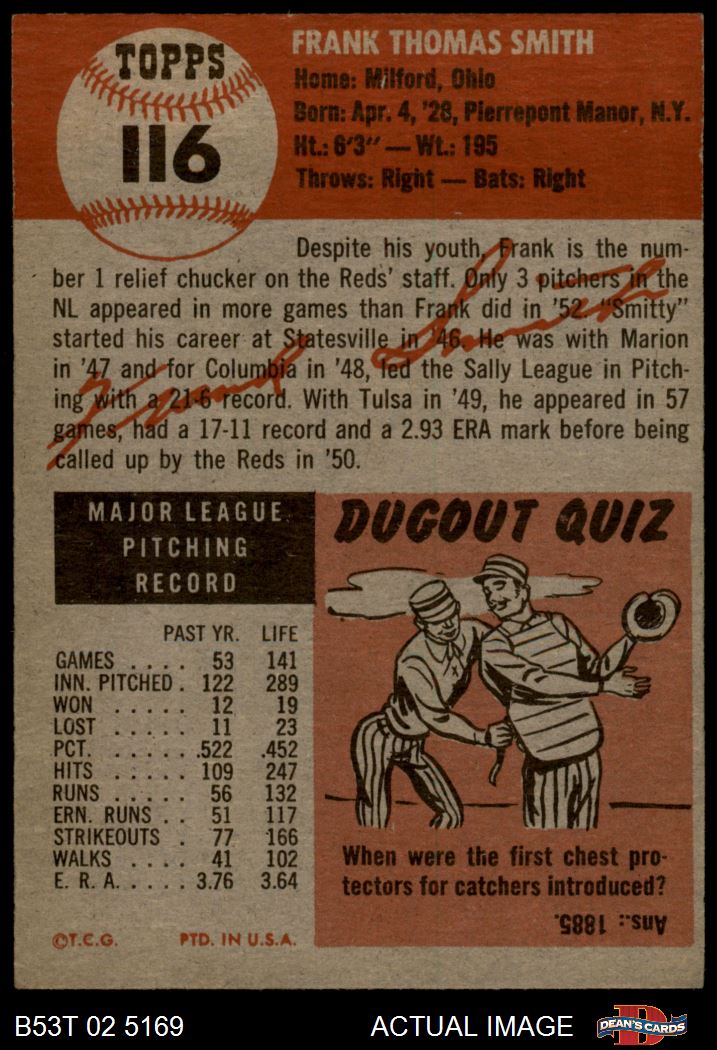 TOPPS
116
FRANK THOMAS SMITH
Home: Milford, Ohio
Born: Apr. 4, '28, Pierrepont Manor, N.Y.
Ht.: 6'3" — Wt.: 195
Throws: Right — Bats: Right
Despite his youth, Frank is the num-
ber 1 relief chucker on the Reds' staff. Only 3 pitchers in the
NL appeared in more games than Frank did in '52. "Smitty"
started his career at Statesville in '46. He was with Marion
in '47 and for Columbia in '48, led the Sally League in Pitch-
ing with a 21-6 record. With Tulsa in '49, he appeared in 57
games, had a 17-11 record and a 2.93 ERA mark before being
called up by the Reds in '50.
Frank Smith
MAJOR LEAGUE
PITCHING
RECORD
PAST YR. LIFE
GAMES . . . . 53 141
INN. PITCHED . 122 289
WON . . . . . 12 19
LOST . . . . . 11 23
PCT. . . . . . .522 .452
HITS . . . . . 109 247
RUNS . . . . . 56 132
ERN. RUNS . . 51 117
STRIKEOUTS . 77 166
WALKS . . . . 41 102
E. R. A. . . . . 3.76 3.64
©T.C.G. PTD. IN U.S.A.
DUGOUT QUIZ
When were the first chest pro-
tectors for catchers introduced?
Ans.: 1885.
B53T 02 5169 ACTUAL IMAGE
D
DEAN'S CARDS